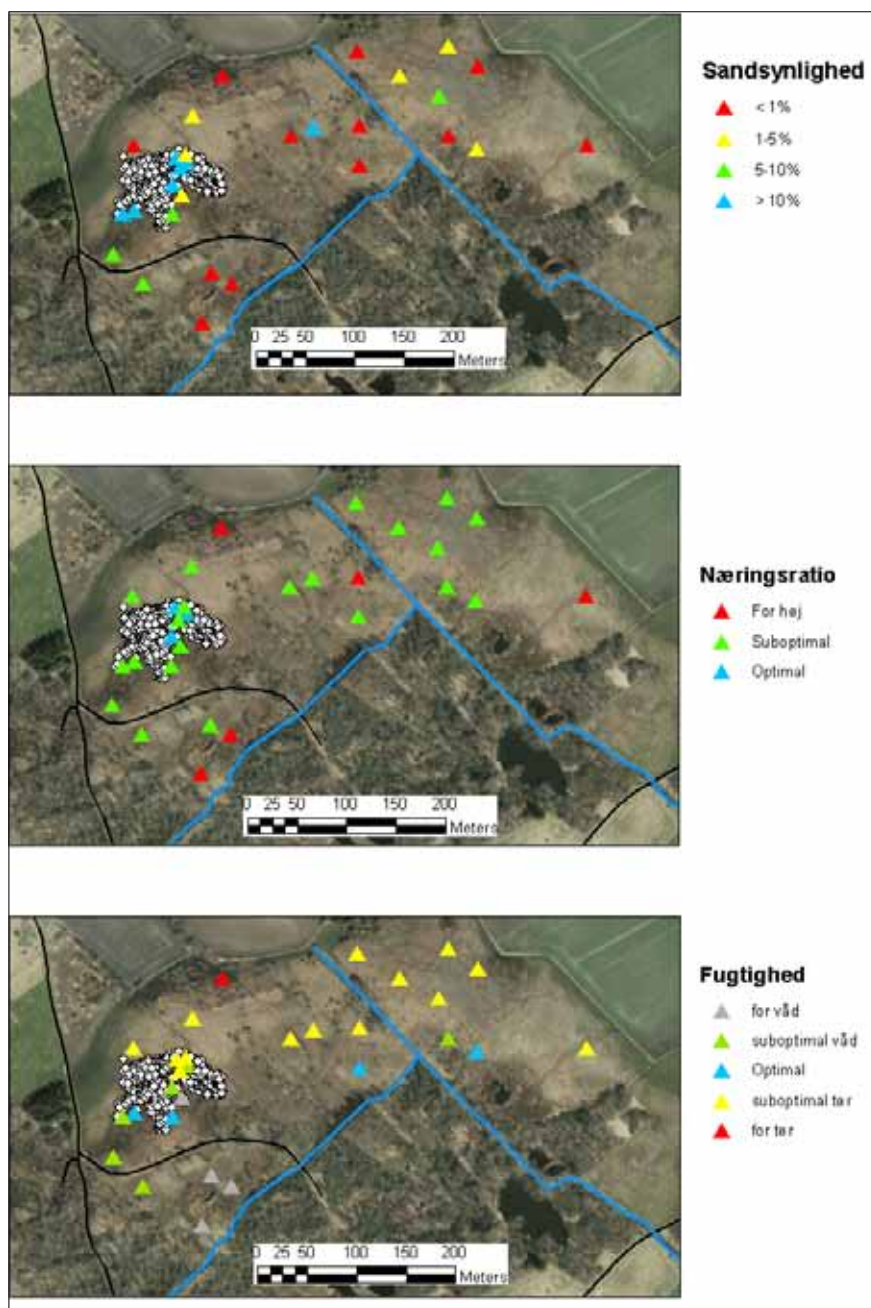 Sandsynlighed
< 1%
1-5%
5-10%
> 10%
0 25 50 100 150 200
Meters
Næringsratio
For høj
Suboptimal
Optimal
0 25 50 100 150 200
Meters
Fugtighed
for våd
suboptimal våd
Optimal
suboptimal tør
for tør
0 25 50 100 150 200
Meters